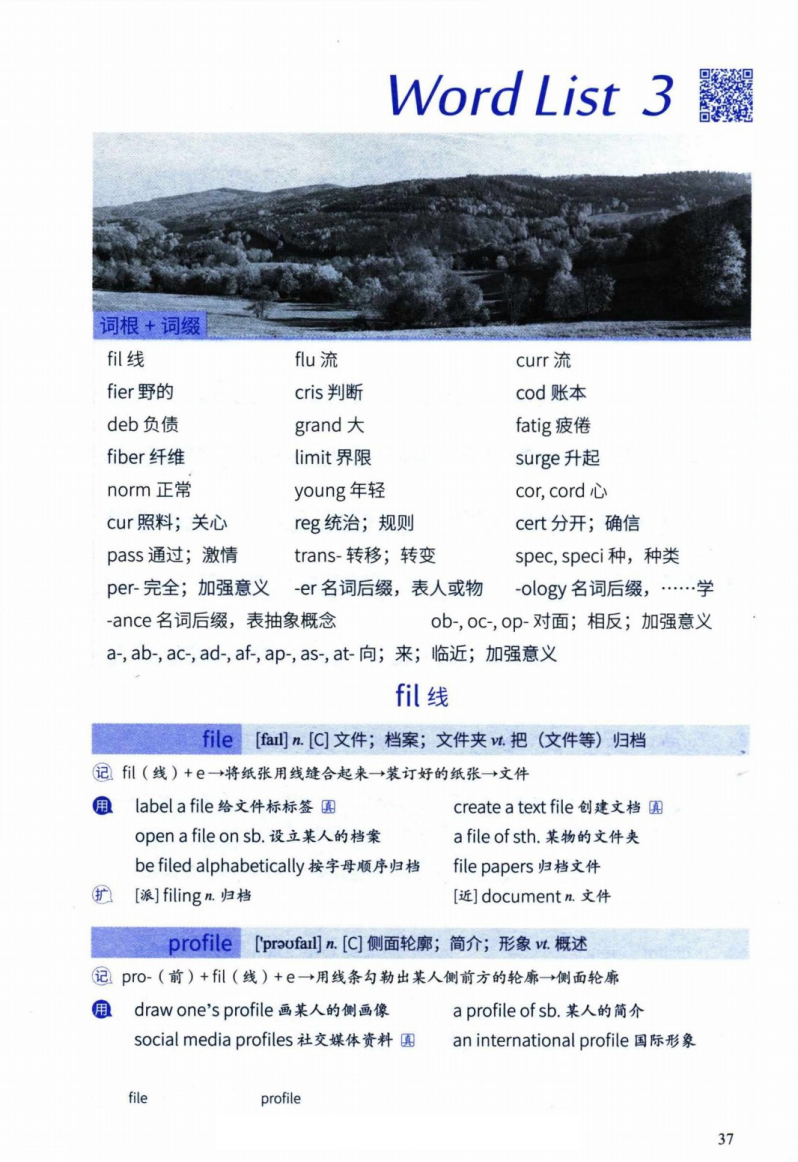 Word List 3
词根 + 词缀
fil 线 flu 流 curr 流
fier 野的 cris 判断 cod 账本
deb 负债 grand 大 fatig 疲倦
fiber 纤维 limit 界限 surge 升起
norm 正常 young 年轻 cor, cord 心
cur 照料；关心 reg 统治；规则 cert 分开；确信
pass 通过；激情 trans- 转移；转变 spec, speci 种，种类
per- 完全；加强意义 -er 名词后缀，表人或物 -ology 名词后缀，……学
-ance 名词后缀，表抽象概念 ob-, oc-, op- 对面；相反；加强意义
a-, ab-, ac-, ad-, af-, ap-, as-, at- 向；来；临近；加强意义
fil 线
file [faɪl] n. [C] 文件；档案；文件夹 vt. 把（文件等）归档
记 fil（线）+ e→将纸张用线缝合起来→装订好的纸张→文件
用 label a file 给文件标标签 真 create a text file 创建文档 真
open a file on sb. 设立某人的档案 a file of sth. 某物的文件夹
be filed alphabetically 按字母顺序归档 file papers 归档文件
扩 [派] filing n. 归档 [近] document n. 文件
profile ['prəʊfaɪl] n. [C] 侧面轮廓；简介；形象 vt. 概述
记 pro-（前）+ fil（线）+ e→用线条勾勒出某人侧前方的轮廓→侧面轮廓
用 draw one's profile 画某人的侧画像 a profile of sb. 某人的简介
social media profiles 社交媒体资料 真 an international profile 国际形象
file profile
37